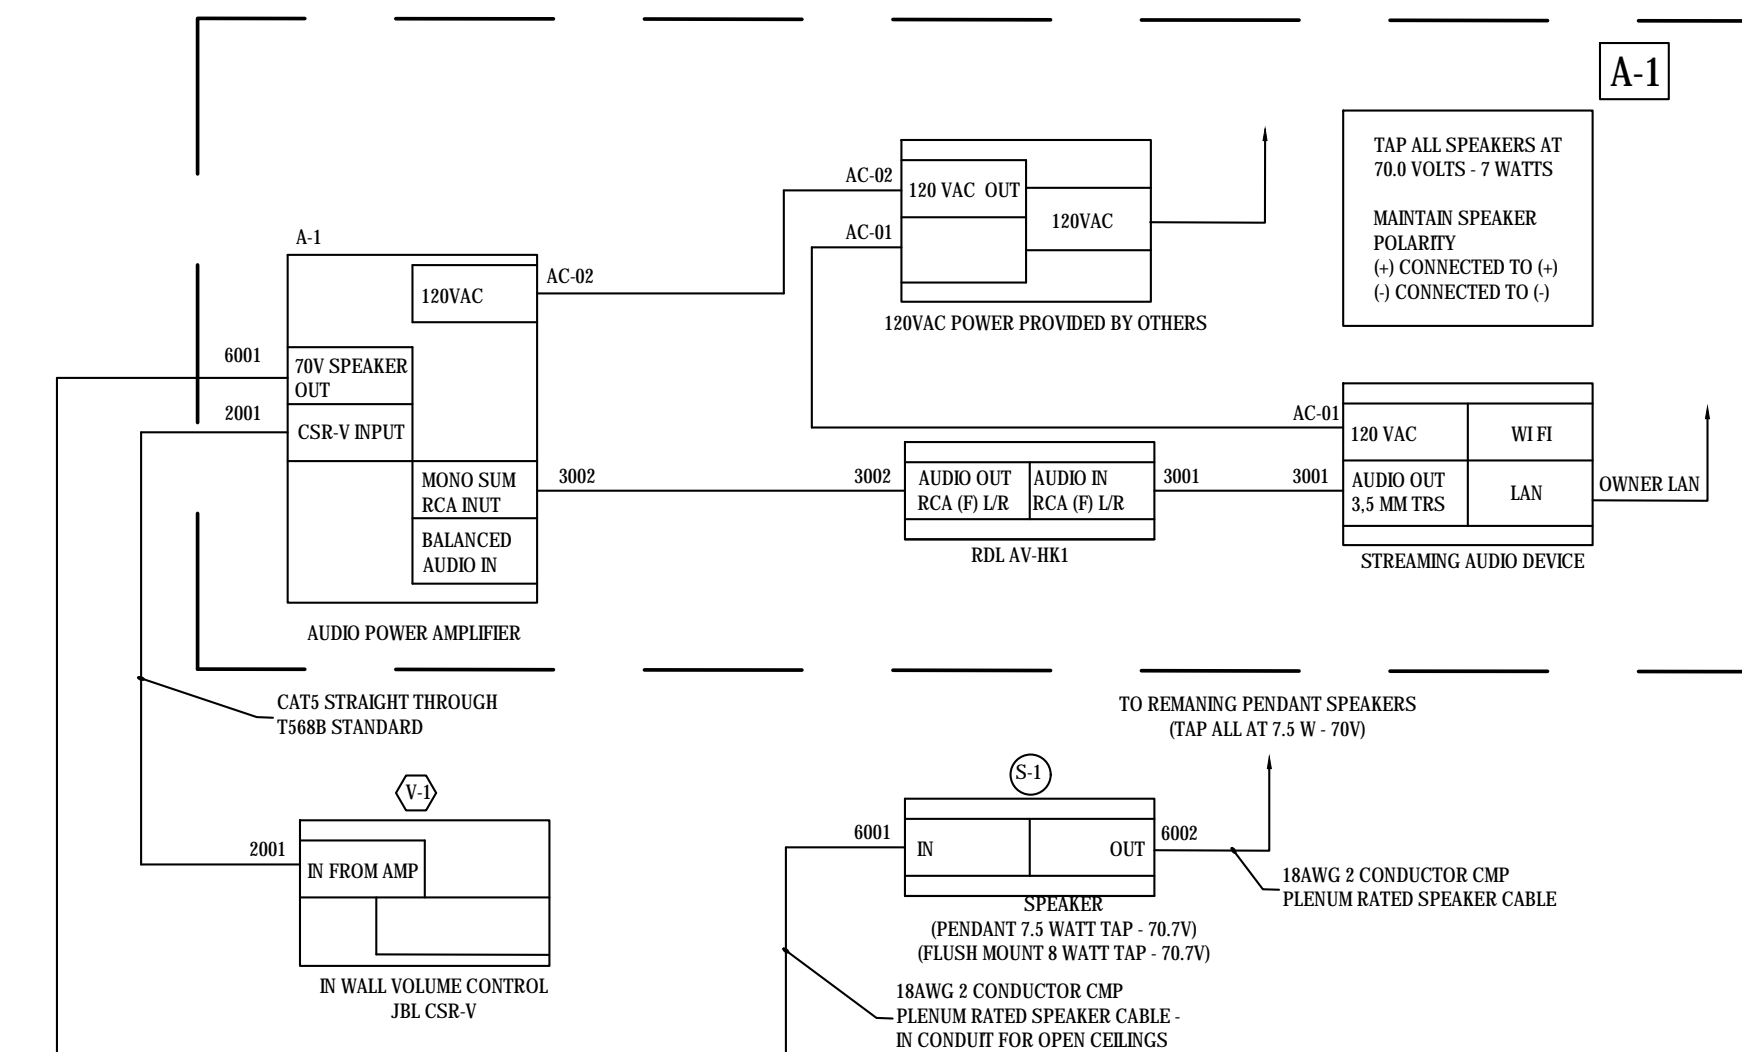 A-1
TAP ALL SPEAKERS AT
70.0 VOLTS - 7 WATTS
MAINTAIN SPEAKER
POLARITY
(+) CONNECTED TO (+)
(-) CONNECTED TO (-)
AC-02
120 VAC OUT
120VAC
AC-01
120VAC POWER PROVIDED BY OTHERS
A-1
120VAC
AC-02
6001
70V SPEAKER
OUT
2001
CSR-V INPUT
MONO SUM
RCA INUT
3002
BALANCED
AUDIO IN
AUDIO POWER AMPLIFIER
3002
AUDIO OUT
RCA (F) L/R
AUDIO IN
RCA (F) L/R
3001
RDL AV-HK1
AC-01
120 VAC
WI FI
3001
AUDIO OUT
3,5 MM TRS
LAN
OWNER LAN
STREAMING AUDIO DEVICE
CAT5 STRAIGHT THROUGH
T568B STANDARD
V-1
2001
IN FROM AMP
IN WALL VOLUME CONTROL
JBL CSR-V
TO REMANING PENDANT SPEAKERS
(TAP ALL AT 7.5 W - 70V)
S-1
6001
IN
OUT
6002
SPEAKER
(PENDANT 7.5 WATT TAP - 70.7V)
(FLUSH MOUNT 8 WATT TAP - 70.7V)
18AWG 2 CONDUCTOR CMP
PLENUM RATED SPEAKER CABLE
18AWG 2 CONDUCTOR CMP
PLENUM RATED SPEAKER CABLE -
IN CONDUIT FOR OPEN CEILINGS